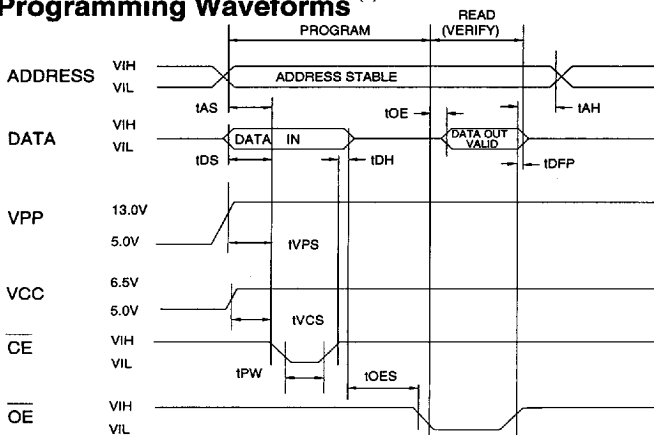 Programming Waveforms
READ
PROGRAM (VERIFY)
ADDRESS VIH
VIL
ADDRESS STABLE
tAS tOE tAH
DATA VIH
VIL
DATA IN
DATA OUT
VALID
tDS tDH tDFP
VPP 13.0V
5.0V
tVPS
VCC 6.5V
5.0V
tVCS
CE VIH
VIL
tPW tOES
OE VIH
VIL